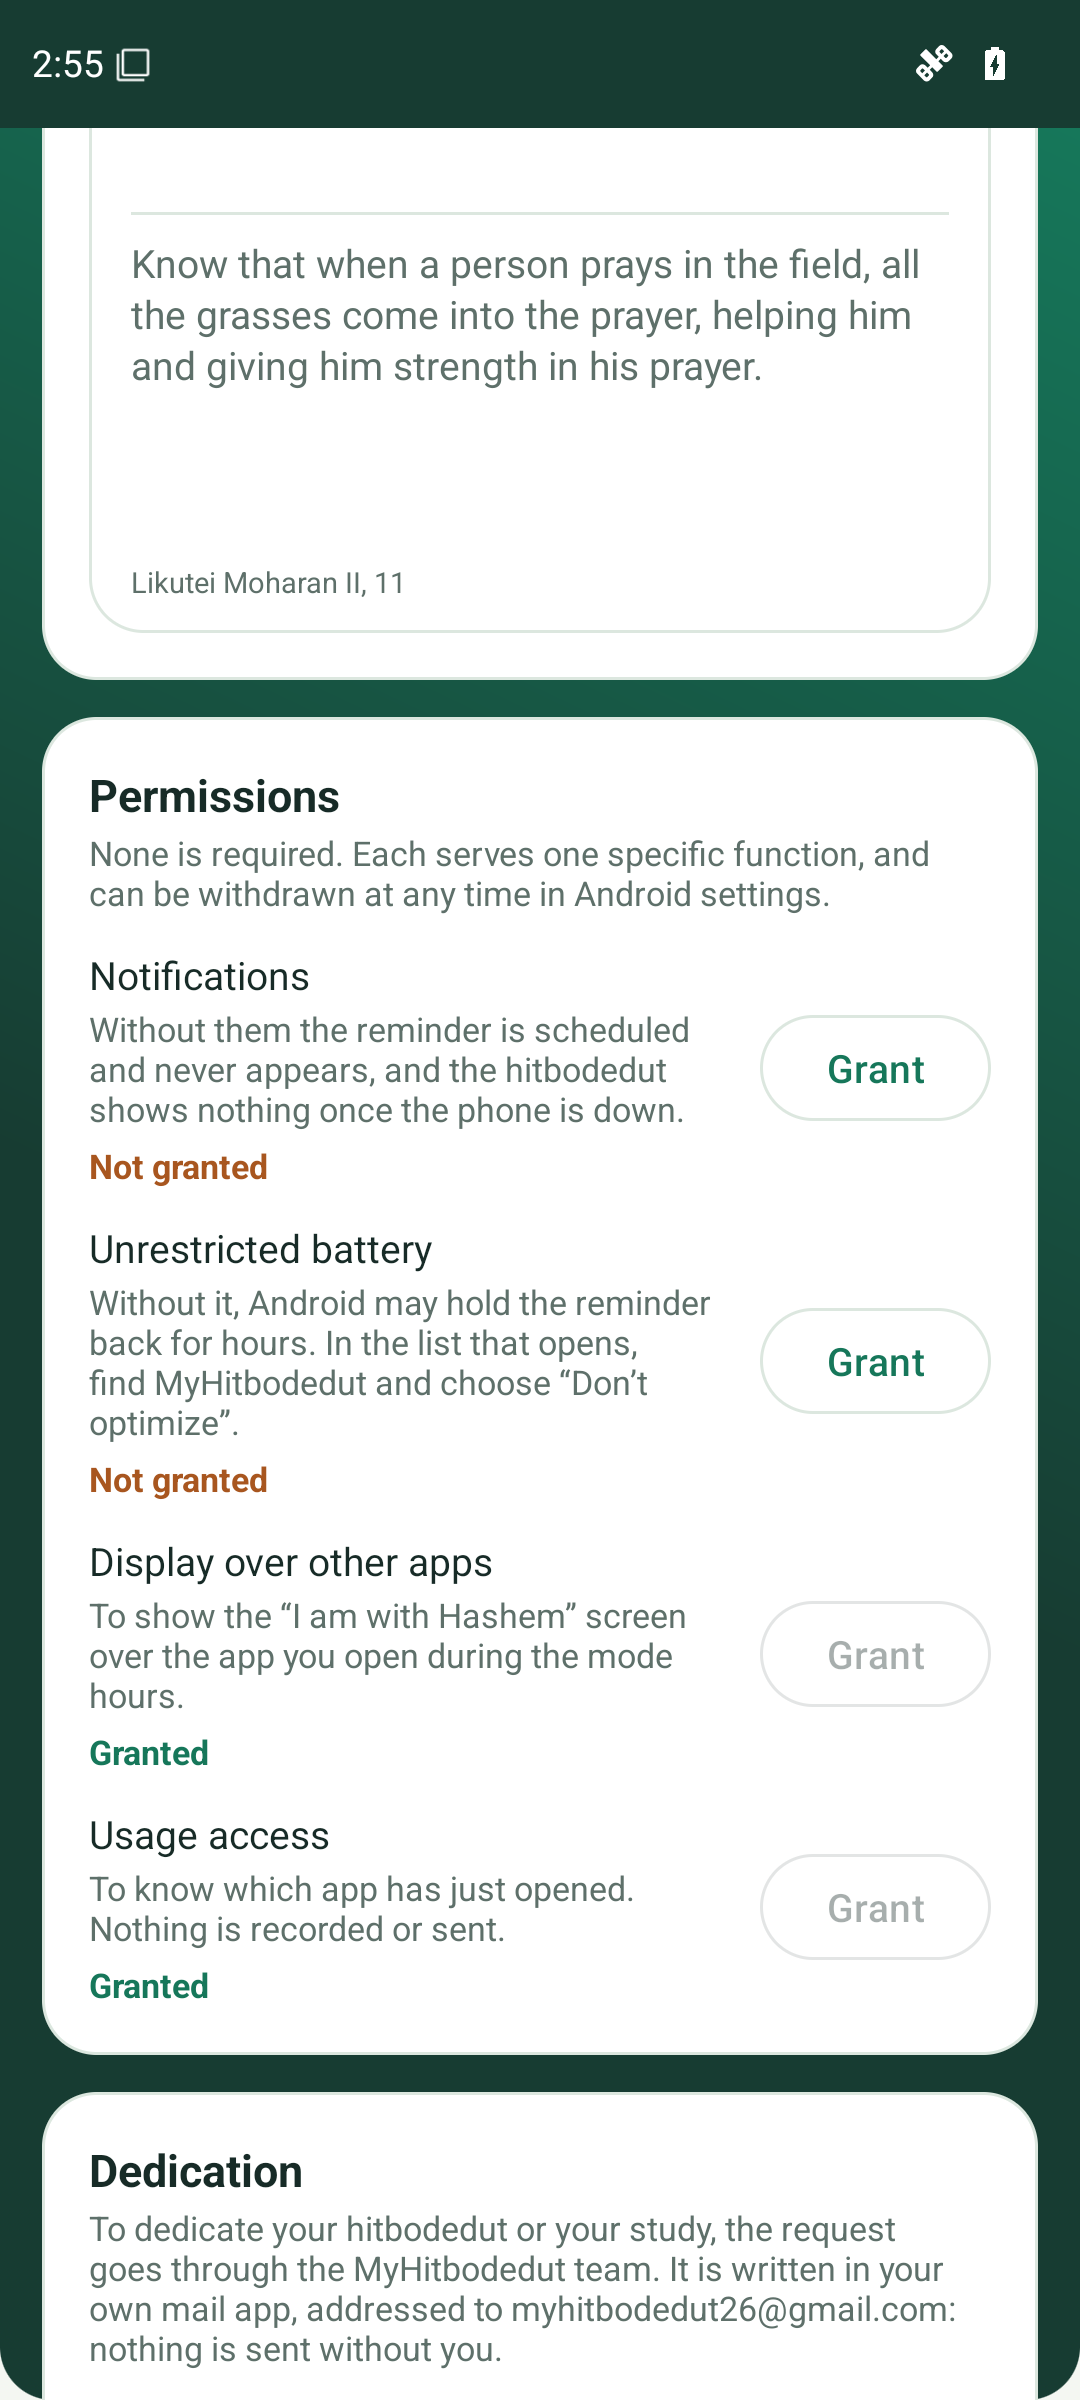 2:55
Know that when a person prays in the field, all
the grasses come into the prayer, helping him
and giving him strength in his prayer.
Likutei Moharan II, 11
Permissions
None is required. Each serves one specific function, and
can be withdrawn at any time in Android settings.
Notifications
Without them the reminder is scheduled
and never appears, and the hitbodedut
shows nothing once the phone is down.
Grant
Not granted
Unrestricted battery
Without it, Android may hold the reminder
back for hours. In the list that opens,
find MyHitbodedut and choose “Don’t
optimize”.
Grant
Not granted
Display over other apps
To show the “I am with Hashem” screen
over the app you open during the mode
hours.
Grant
Granted
Usage access
To know which app has just opened.
Nothing is recorded or sent.
Grant
Granted
Dedication
To dedicate your hitbodedut or your study, the request
goes through the MyHitbodedut team. It is written in your
own mail app, addressed to myhitbodedut26@gmail.com:
nothing is sent without you.